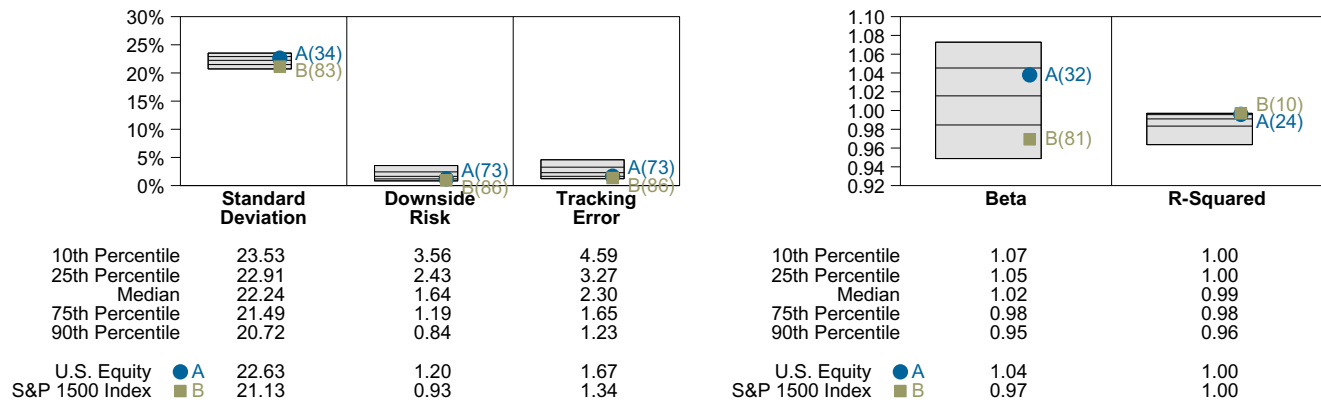 30%
25%
20%
15%
10%
5%
0%
A(34)
B(83)
A(73)
B(86)
A(73)
B(86)
Standard
Deviation
Downside
Risk
Tracking
Error
10th Percentile 23.53 3.56 4.59
25th Percentile 22.91 2.43 3.27
Median 22.24 1.64 2.30
75th Percentile 21.49 1.19 1.65
90th Percentile 20.72 0.84 1.23
U.S. Equity A 22.63 1.20 1.67
S&P 1500 Index B 21.13 0.93 1.34
1.10
1.08
1.06
1.04
1.02
1.00
0.98
0.96
0.94
0.92
A(32)
B(81)
B(10)
A(24)
Beta
R-Squared
10th Percentile 1.07 1.00
25th Percentile 1.05 1.00
Median 1.02 0.99
75th Percentile 0.98 0.98
90th Percentile 0.95 0.96
U.S. Equity A 1.04 1.00
S&P 1500 Index B 0.97 1.00